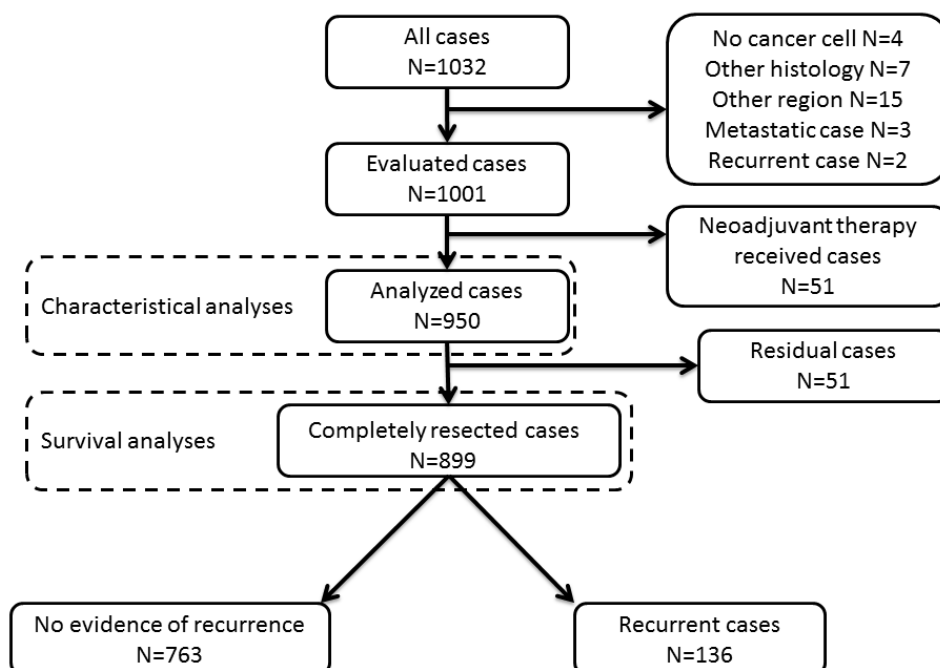 All cases
N=1032
No cancer cell N=4
Other histology N=7
Other region N=15
Metastatic case N=3
Recurrent case N=2
Evaluated cases
N=1001
Neoadjuvant therapy
received cases
N=51
Characteristical analyses
Analyzed cases
N=950
Residual cases
N=51
Survival analyses
Completely resected cases
N=899
No evidence of recurrence
N=763
Recurrent cases
N=136